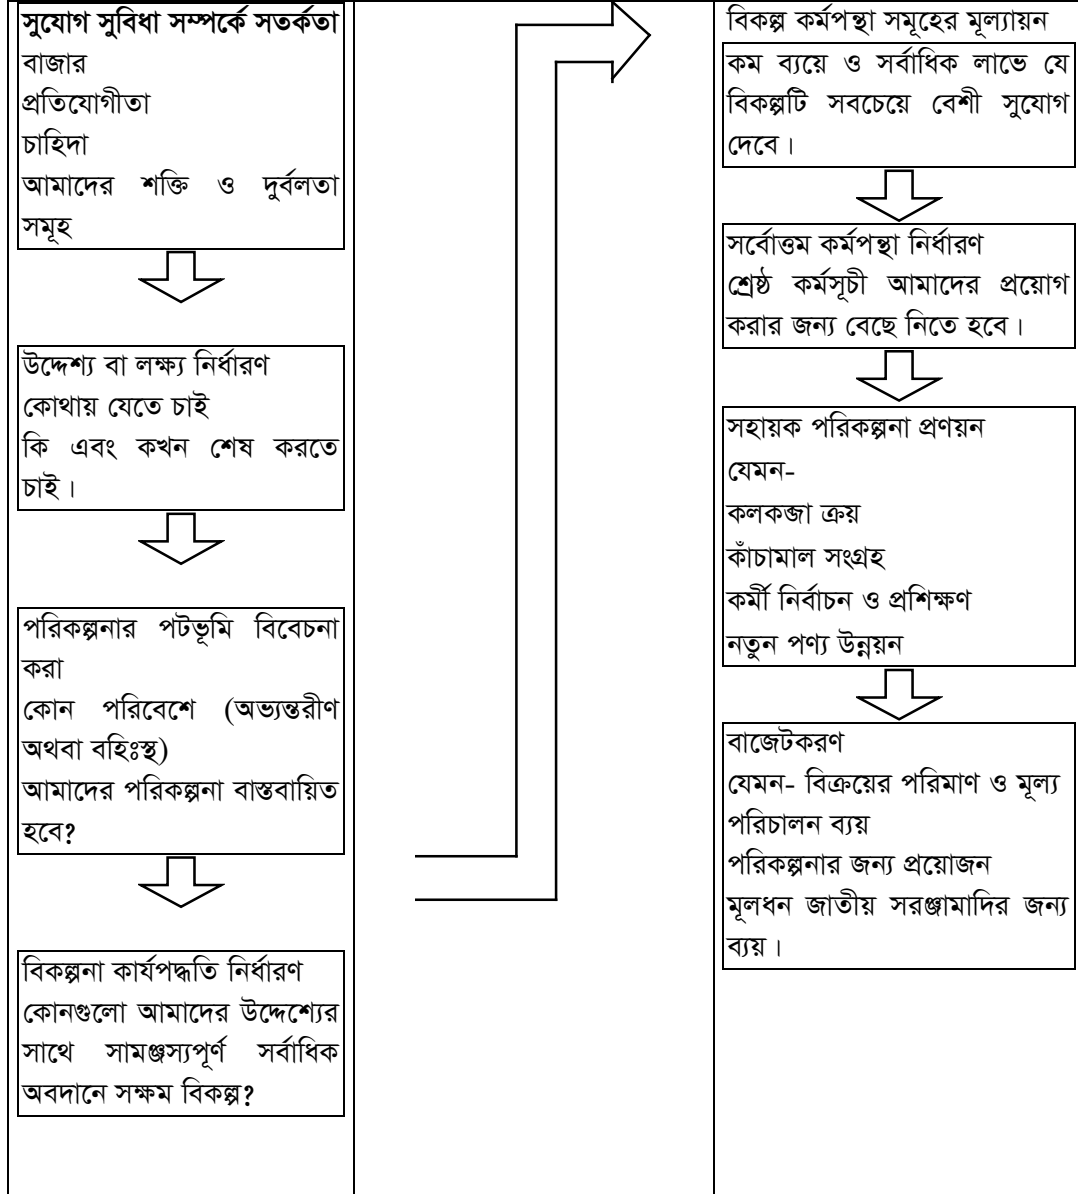 সুযোগ সুবিধা সম্পর্কে সতর্কতা
বাজার
প্রতিযোগীতা
চাহিদা
আমাদের শক্তি ও দুর্বলতা
সমূহ
উদ্দেশ্য বা লক্ষ্য নির্ধারণ
কোথায় যেতে চাই
কি এবং কখন শেষ করতে
চাই।
পরিকল্পনার পটভূমি বিবেচনা
করা
কোন পরিবেশে (অভ্যন্তরীণ
অথবা বহিঃস্থ)
আমাদের পরিকল্পনা বাস্তবায়িত
হবে?
বিকল্পনা কার্যপদ্ধতি নির্ধারণ
কোনগুলো আমাদের উদ্দেশ্যের
সাথে সামঞ্জস্যপূর্ণ সর্বাধিক
অবদানে সক্ষম বিকল্প?
বিকল্প কর্মপন্থা সমূহের মূল্যায়ন
কম ব্যয়ে ও সর্বাধিক লাভে যে
বিকল্পটি সবচেয়ে বেশী সুযোগ
দেবে।
সর্বোত্তম কর্মপন্থা নির্ধারণ
শ্রেষ্ঠ কর্মসূচী আমাদের প্রয়োগ
করার জন্য বেছে নিতে হবে।
সহায়ক পরিকল্পনা প্রণয়ন
যেমন-
কলকব্জা ক্রয়
কাঁচামাল সংগ্রহ
কর্মী নির্বাচন ও প্রশিক্ষণ
নতুন পণ্য উন্নয়ন
বাজেটকরণ
যেমন- বিক্রয়ের পরিমাণ ও মূল্য
পরিচালন ব্যয়
পরিকল্পনার জন্য প্রয়োজন
মূলধন জাতীয় সরঞ্জামাদির জন্য
ব্যয়।